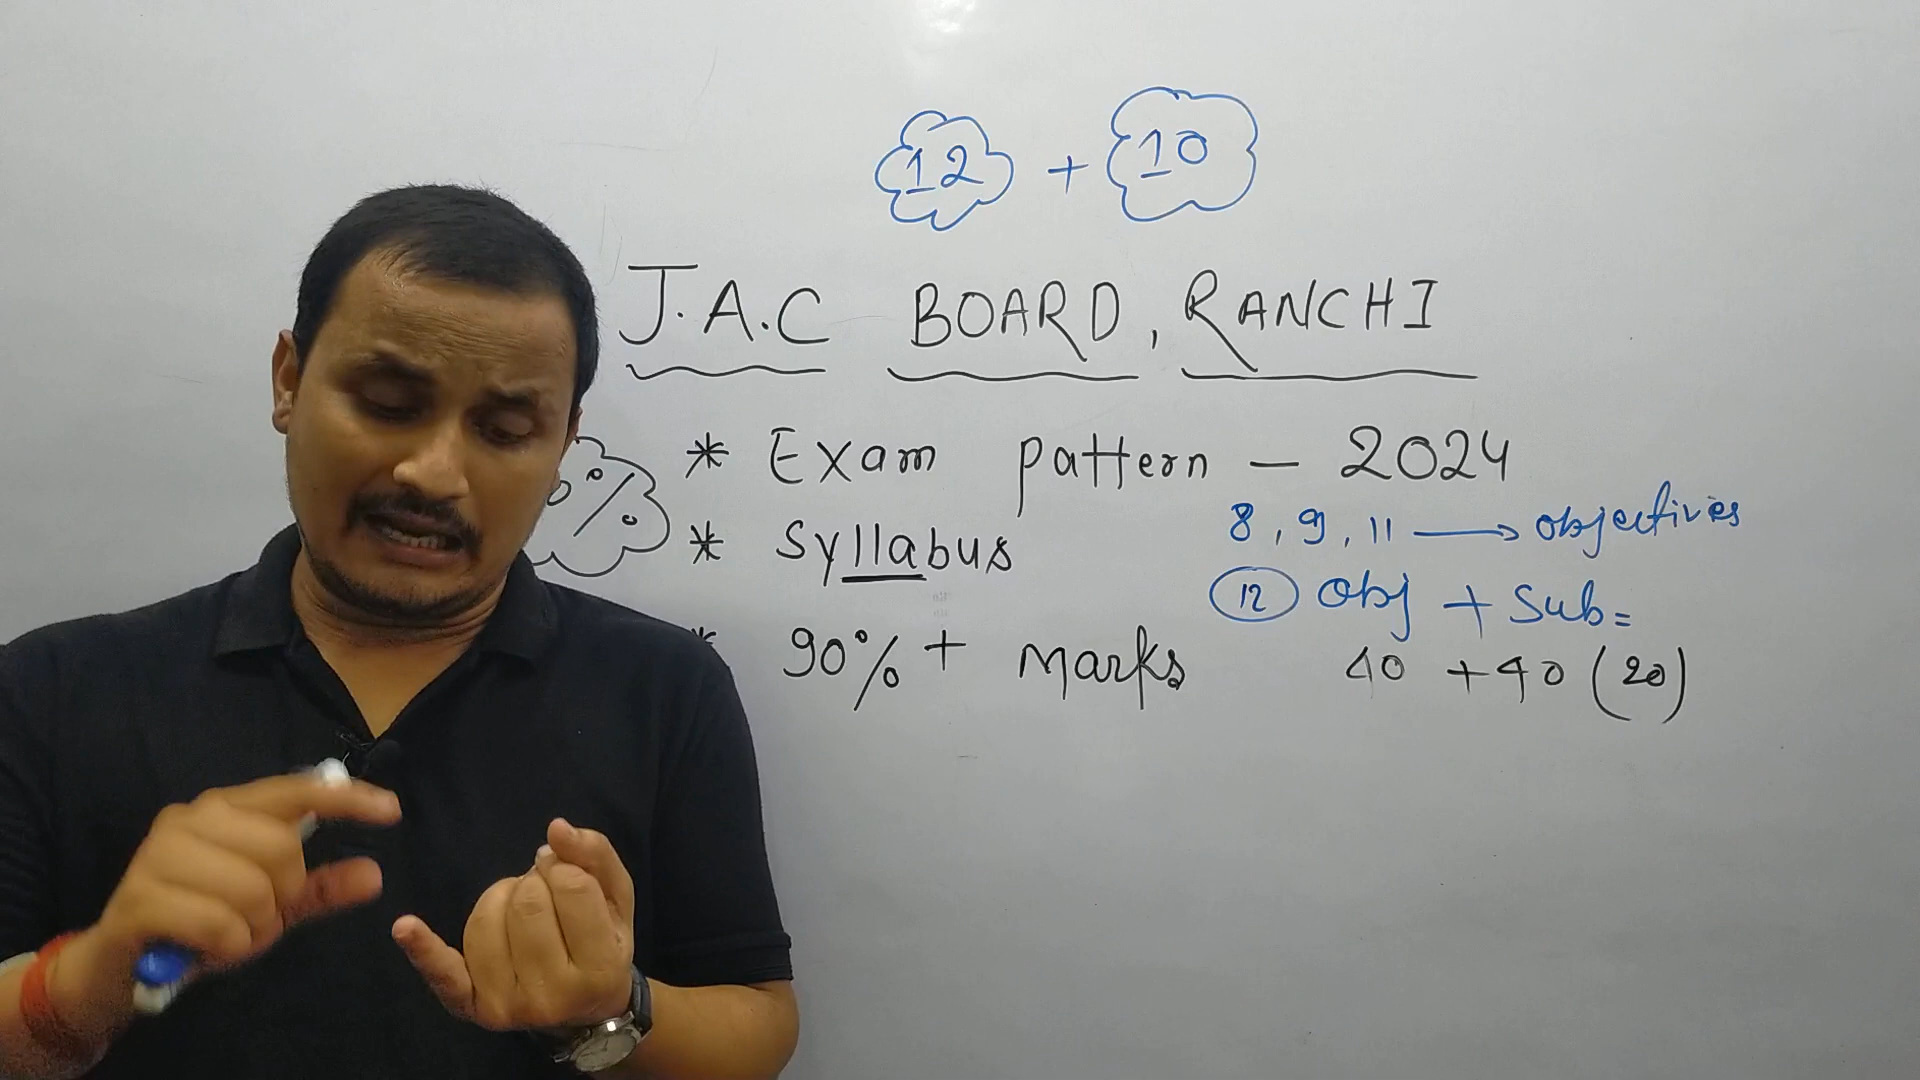 12 + 10
J.A.C BOARD, RANCHI
* Exam pattern – 2024
8, 9, 11 → objectives
* Syllabus
12 Obj + Sub =
* 90% + marks
40 + 40 (20)
%